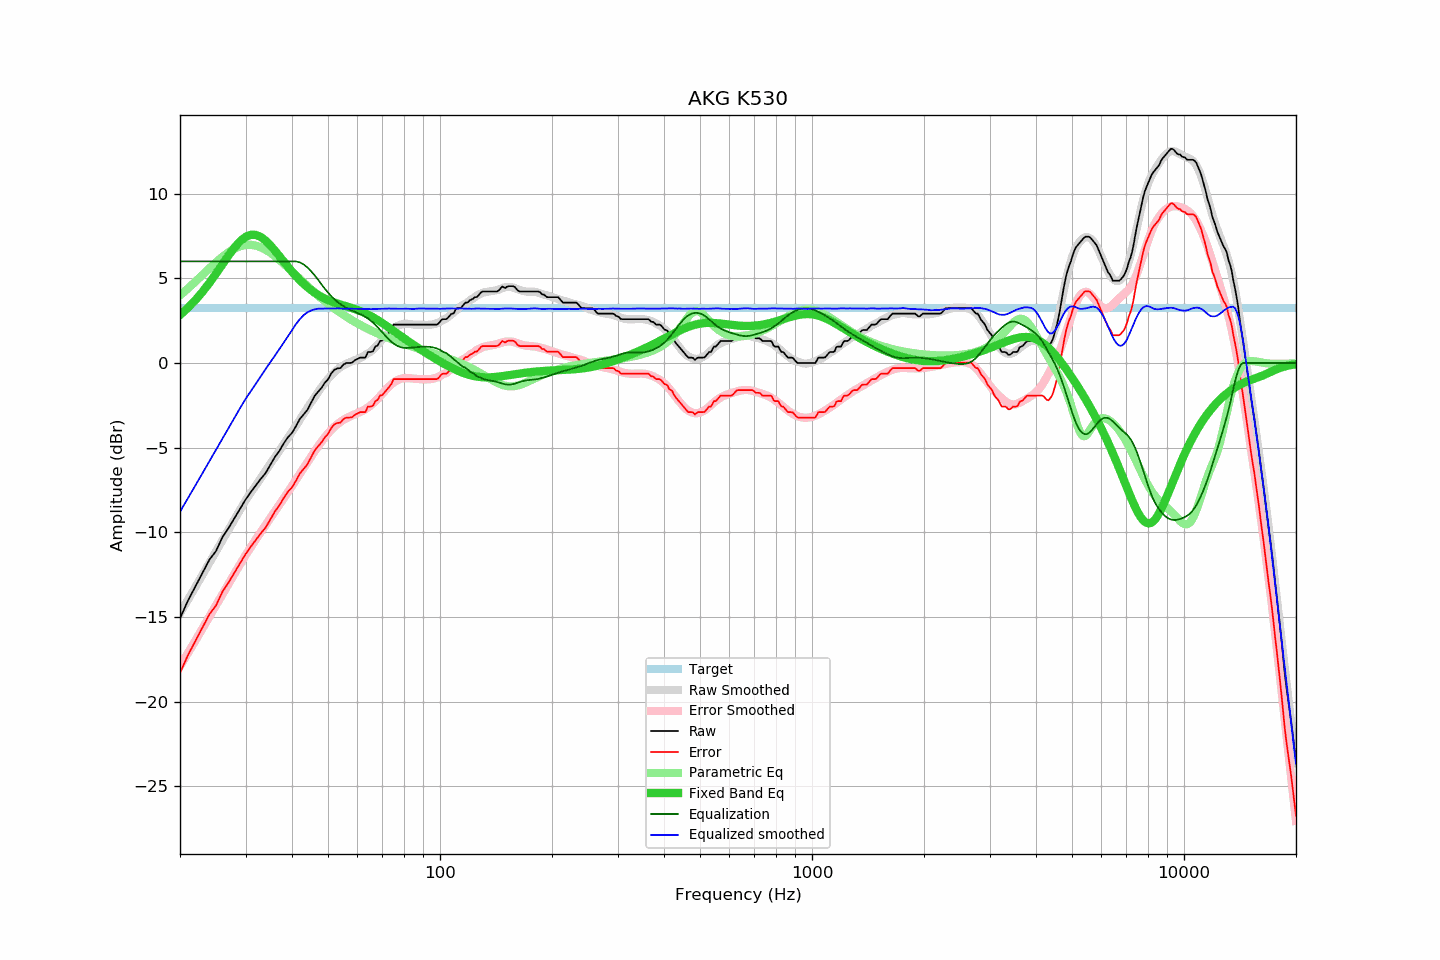 AKG K530
Amplitude (dBr)
10
5
0
−5
−10
−15
−20
−25
Target
Raw Smoothed
Error Smoothed
Raw
Error
Parametric Eq
Fixed Band Eq
Equalization
Equalized smoothed
100 1000 10000
Frequency (Hz)